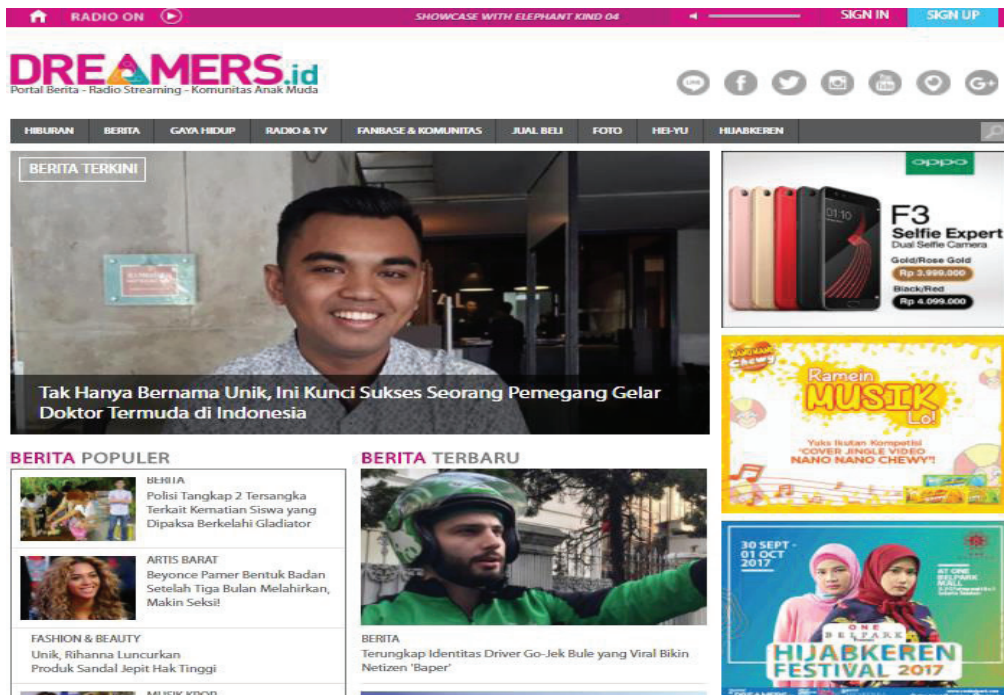 RADIO ON
SHOWCASE WITH ELEPHANT KIND 04
SIGN IN
SIGN UP
DREAMERS.id
Portal Berita - Radio Streaming - Komunitas Anak Muda
HIBURAN
BERITA
GAYA HIDUP
RADIO & TV
FANBASE & KOMUNITAS
JUAL BELI
FOTO
HEI-YU
HIJABKEREN
BERITA TERKINI
Tak Hanya Bernama Unik, Ini Kunci Sukses Seorang Pemegang Gelar
Doktor Termuda di Indonesia
oppo
F3
Selfie Expert
Dual Selfie Camera
Gold/Rose Gold
Rp 3.999.000
Black/Red
Rp 4.099.000
NANO NANO
Chewy
Ramein
MUSIK
Lo!
Yuks Ikutan Kompetisi
"COVER JINGLE VIDEO
NANO NANO CHEWY"!
30 SEPT -
01 OCT
2017
AT ONE
BELPARK
MALL
ONE
BELPARK
HIJABKEREN
FESTIVAL 2017
DREAMERS
BERITA POPULER
BERITA
Polisi Tangkap 2 Tersangka
Terkait Kematian Siswa yang
Dipaksa Berkelahi Gladiator
ARTIS BARAT
Beyonce Pamer Bentuk Badan
Setelah Tiga Bulan Melahirkan,
Makin Seksi!
FASHION & BEAUTY
Unik, Rihanna Luncurkan
Produk Sandal Jepit Hak Tinggi
MUSIK KPOP
BERITA TERBARU
BERITA
Terungkap Identitas Driver Go-Jek Bule yang Viral Bikin
Netizen 'Baper'